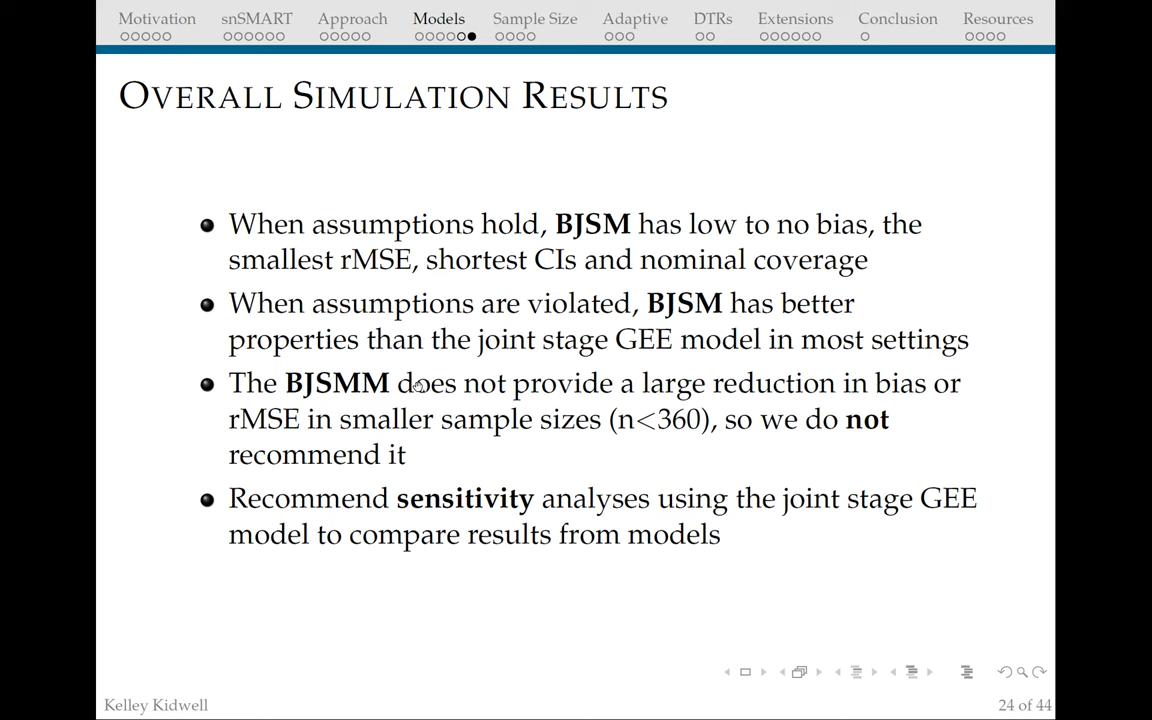 Motivation snSMART Approach Models Sample Size Adaptive DTRs Extensions Conclusion Resources
OVERALL SIMULATION RESULTS
When assumptions hold, BJSM has low to no bias, the
smallest rMSE, shortest CIs and nominal coverage
When assumptions are violated, BJSM has better
properties than the joint stage GEE model in most settings
The BJSMM does not provide a large reduction in bias or
rMSE in smaller sample sizes (n<360), so we do not
recommend it
Recommend sensitivity analyses using the joint stage GEE
model to compare results from models
Kelley Kidwell 24 of 44